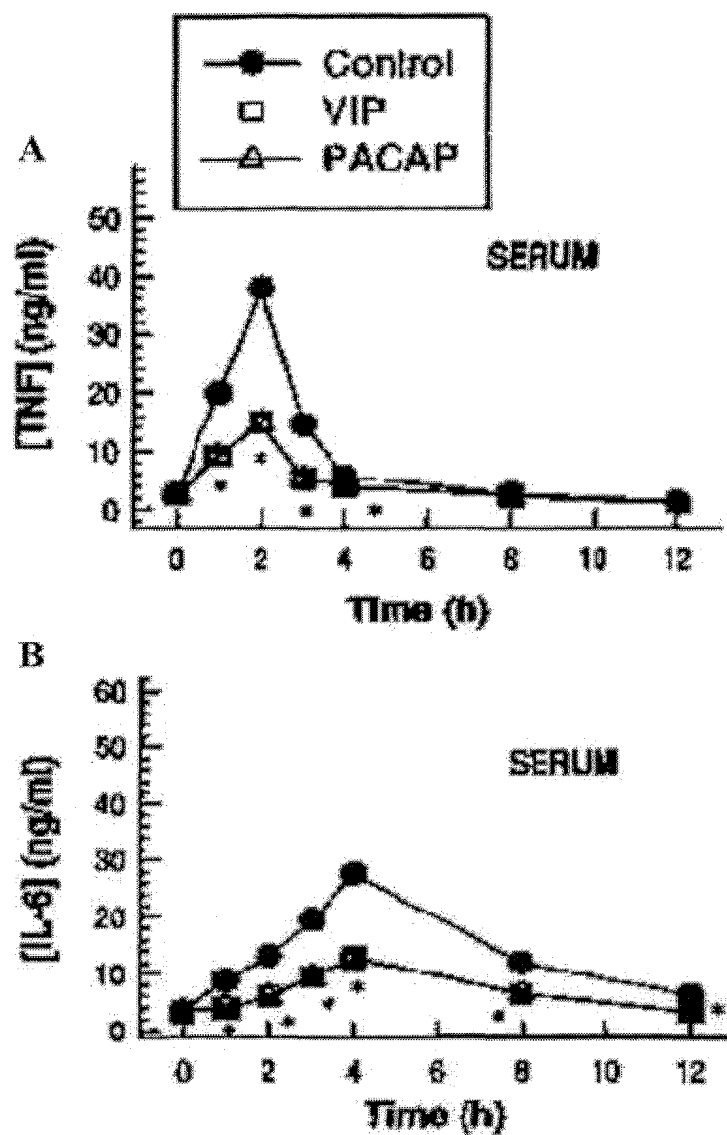 Control
VIP
PACAP
A
SERUM
[TNF] (ng/ml)
50
40
30
20
10
0
0 2 4 6 8 10 12
Time (h)
B
SERUM
[IL-6] (ng/ml)
60
50
40
30
20
10
0
0 2 4 6 8 10 12
Time (h)